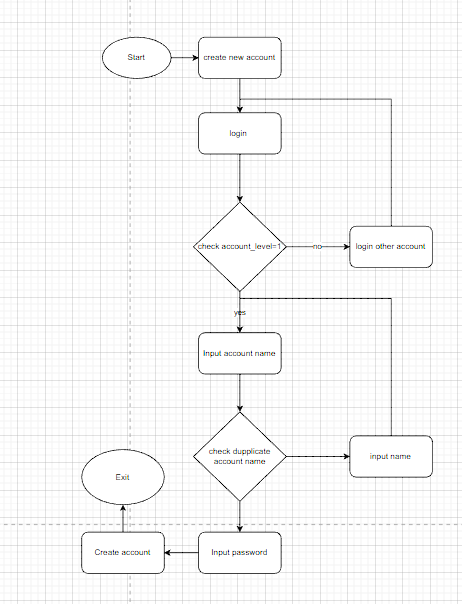 Start
create new account
login
check account_level=1
no
login other account
yes
Input account name
check dupplicate
account name
input name
Exit
Create account
Input password